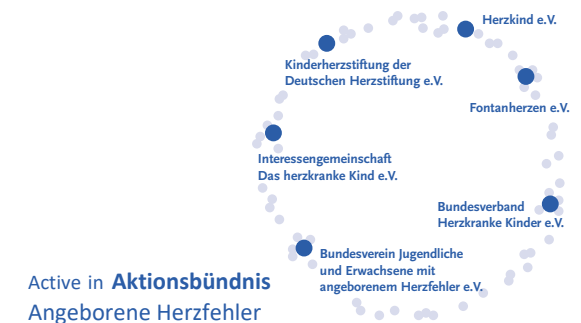 Herzkind e.V.
Kinderherzstiftung der
Deutschen Herzstiftung e.V.
Fontanherzen e.V.
Interessengemeinschaft
Das herzkranke Kind e.V.
Bundesverband
Herzkranke Kinder e.V.
Bundesverein Jugendliche
und Erwachsene mit
angeborenem Herzfehler e.V.
Active in Aktionsbündnis
Angeborene Herzfehler